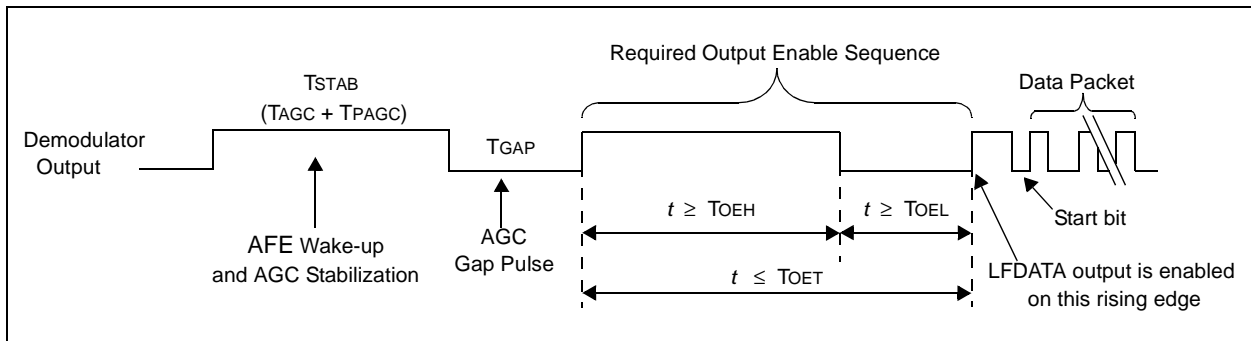 Required Output Enable Sequence
TSTAB
(TAGC + TPAGC)
Data Packet
Demodulator
Output
TGAP
t ≥ TOEH
t ≥ TOEL
Start bit
AFE Wake-up
and AGC Stabilization
AGC
Gap Pulse
t ≤ TOET
LFDATA output is enabled
on this rising edge